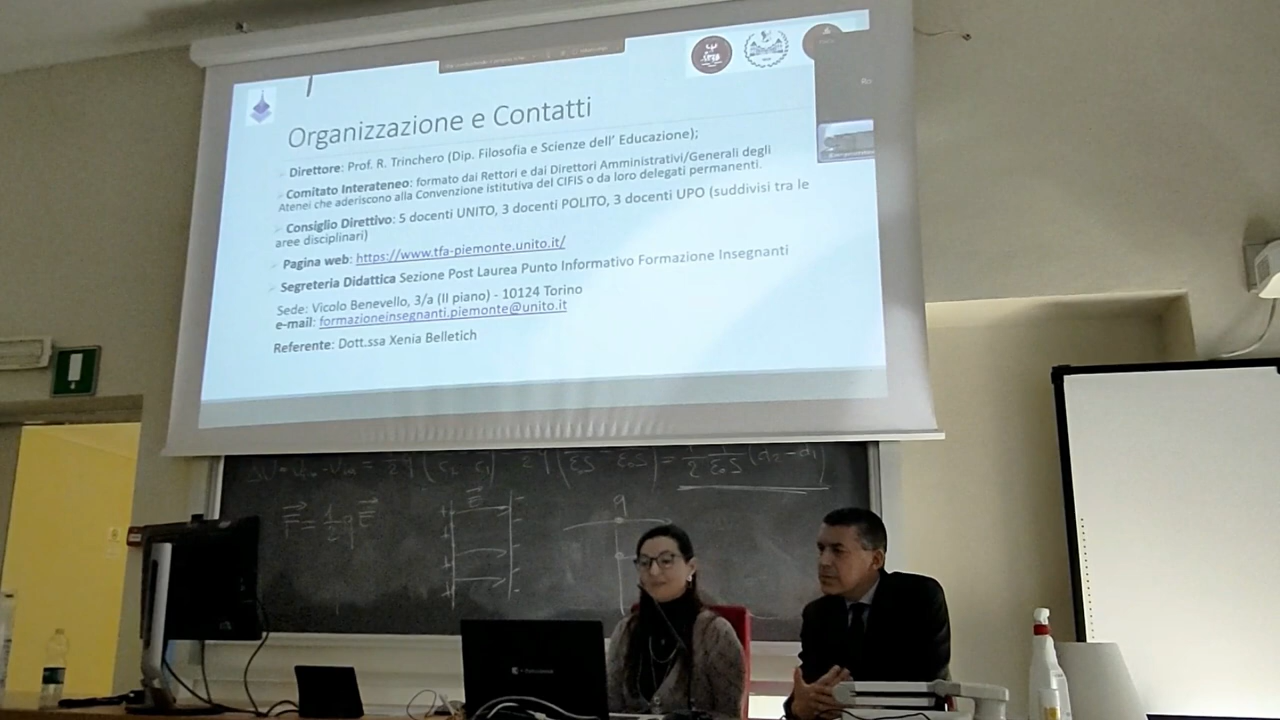 Organizzazione e Contatti
Direttore: Prof. R. Trinchero (Dip. Filosofia e Scienze dell' Educazione);
Comitato Interateneo: formato dai Rettori e dai Direttori Amministrativi/Generali degli
Atenei che aderiscono alla Convenzione istitutiva del CIFIS o da loro delegati permanenti.
Consiglio Direttivo: 5 docenti UNITO, 3 docenti POLITO, 3 docenti UPO (suddivisi tra le
aree disciplinari)
Pagina web: https://www.tfa-piemonte.unito.it/
Segreteria Didattica Sezione Post Laurea Punto Informativo Formazione Insegnanti
Sede: Vicolo Benevello, 3/a (II piano) - 10124 Torino
e-mail: formazioneinsegnanti.piemonte@unito.it
Referente: Dott.ssa Xenia Belletich
F = 1/2 q E
E
q